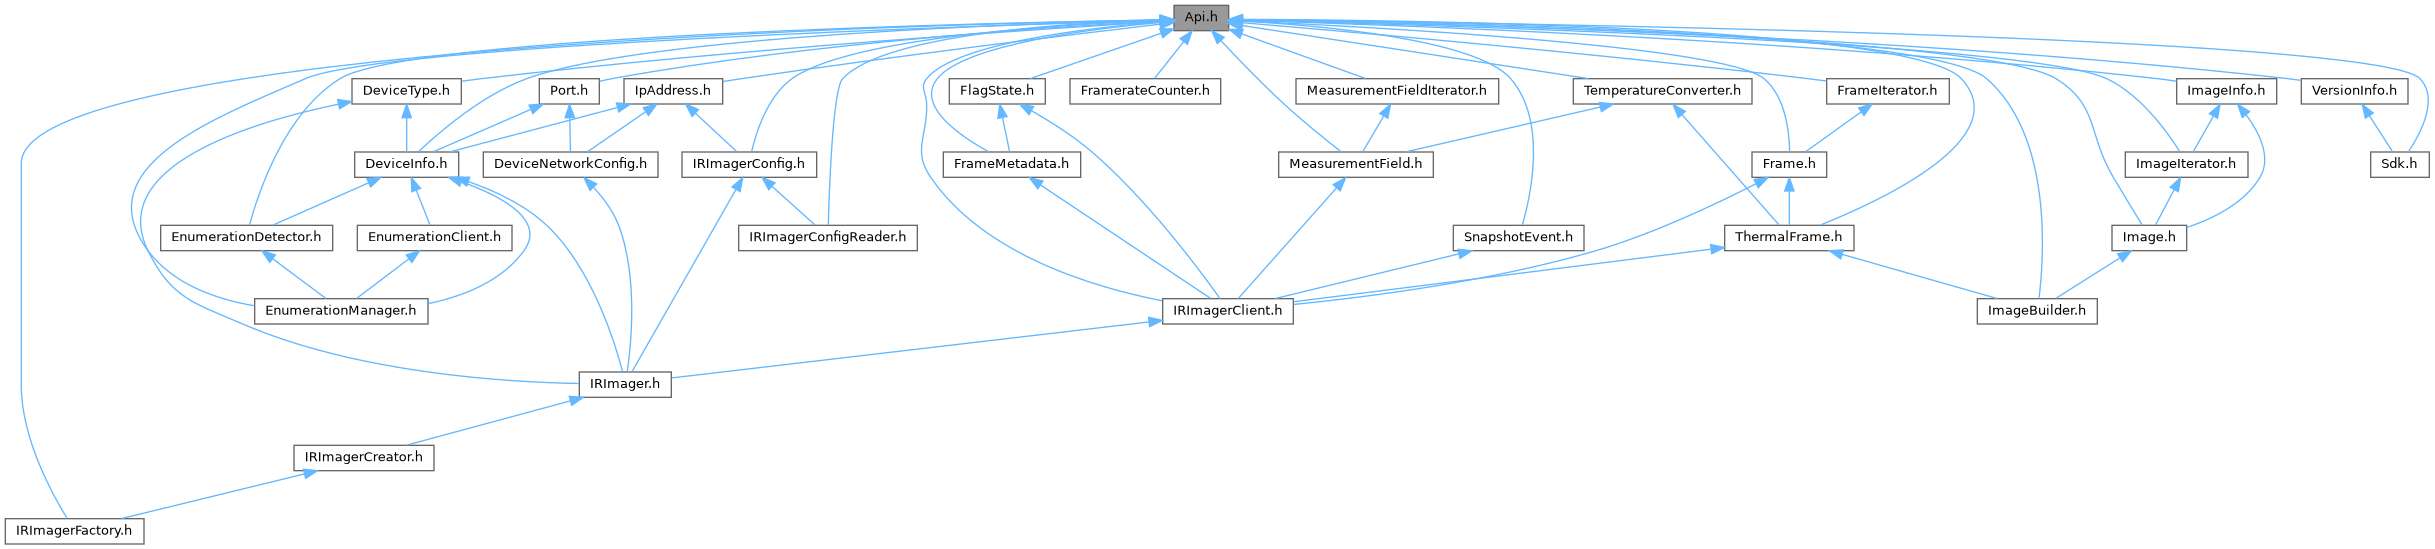 Api.h
DeviceType.h
Port.h
IpAddress.h
FlagState.h
FramerateCounter.h
MeasurementFieldIterator.h
TemperatureConverter.h
FrameIterator.h
ImageInfo.h
VersionInfo.h
DeviceInfo.h
DeviceNetworkConfig.h
IRImagerConfig.h
FrameMetadata.h
MeasurementField.h
Frame.h
ImageIterator.h
Sdk.h
EnumerationDetector.h
EnumerationClient.h
IRImagerConfigReader.h
SnapshotEvent.h
ThermalFrame.h
Image.h
EnumerationManager.h
IRImagerClient.h
ImageBuilder.h
IRImager.h
IRImagerCreator.h
IRImagerFactory.h